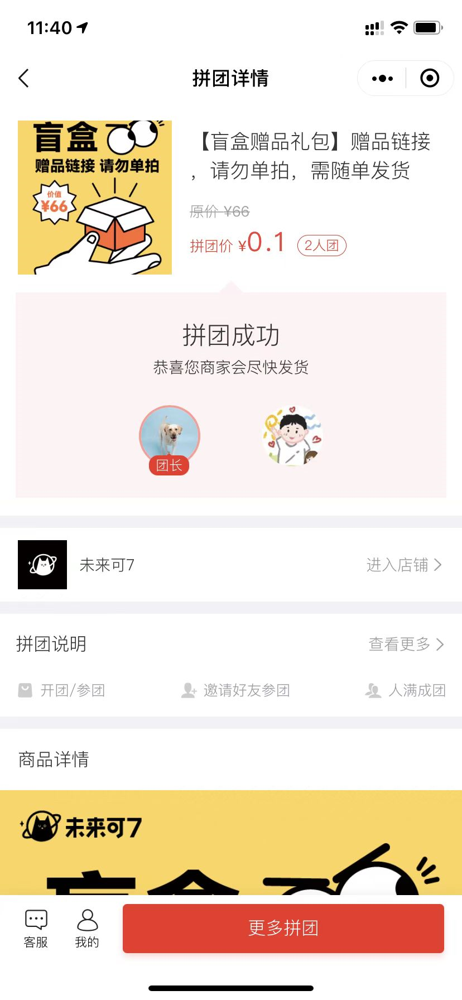 11:40
拼团详情
盲盒
赠品链接 请勿单拍
价值
¥66
【盲盒赠品礼包】赠品链接
，请勿单拍，需随单发货
原价 ¥66
拼团价 ¥0.1 2人团
拼团成功
恭喜您商家会尽快发货
团长
未来可7
进入店铺
拼团说明
查看更多
开团/参团
邀请好友参团
人满成团
商品详情
未来可7
盲盒
客服
我的
更多拼团